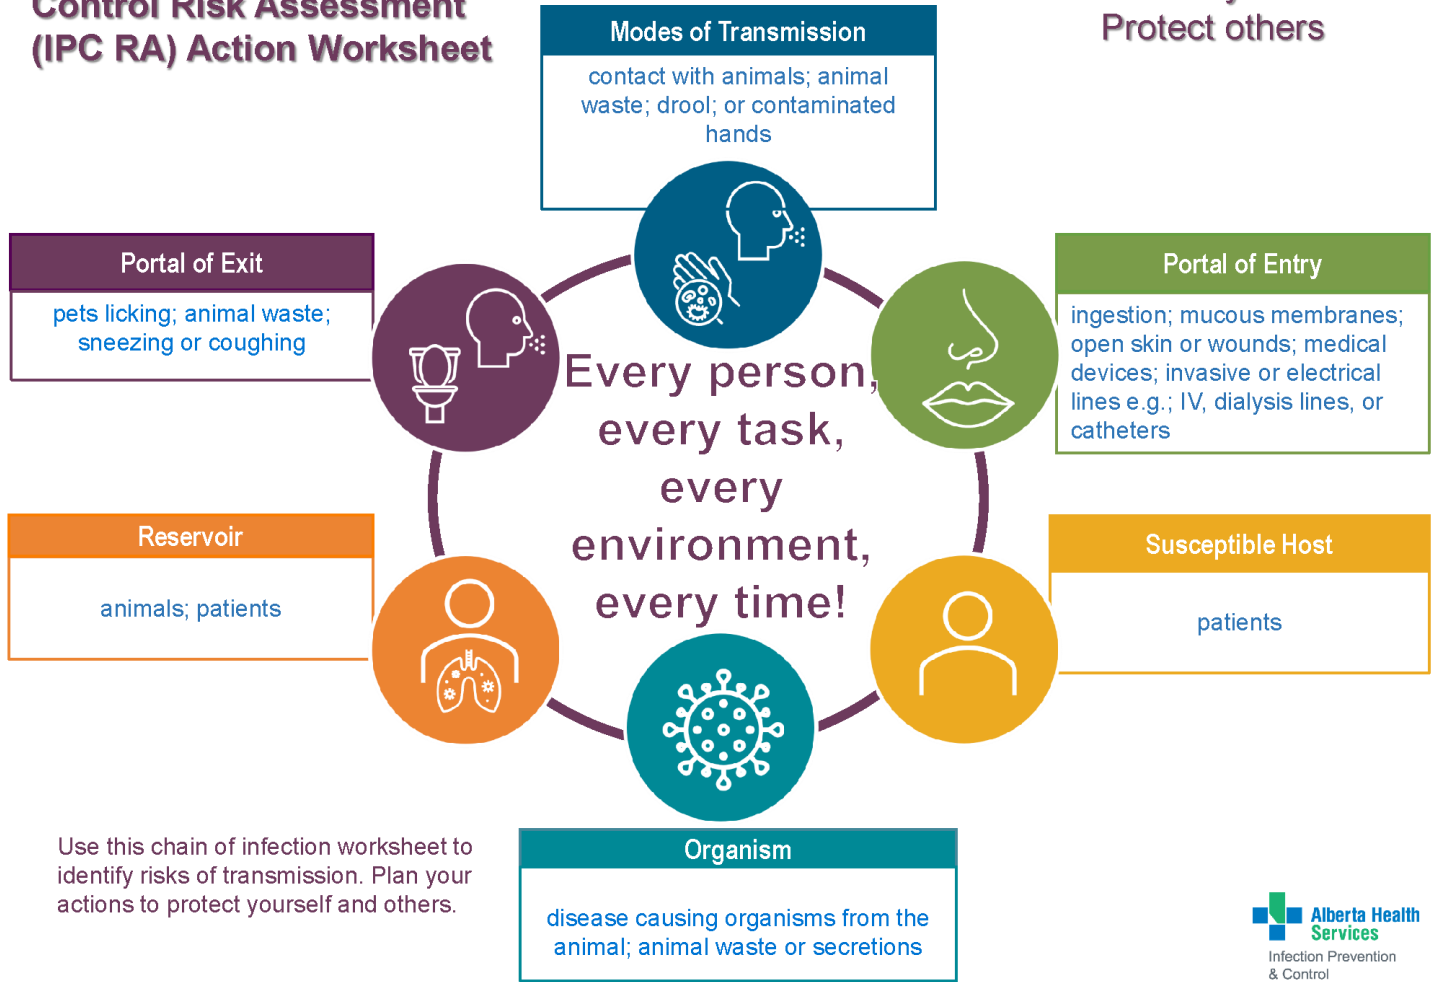 Control Risk Assessment
(IPC RA) Action Worksheet
Protect others
Modes of Transmission
contact with animals; animal
waste; drool; or contaminated
hands
Portal of Exit
pets licking; animal waste;
sneezing or coughing
Portal of Entry
ingestion; mucous membranes;
open skin or wounds; medical
devices; invasive or electrical
lines e.g.; IV, dialysis lines, or
catheters
Every person,
every task,
every
environment,
every time!
Reservoir
animals; patients
Susceptible Host
patients
Organism
disease causing organisms from the
animal; animal waste or secretions
Use this chain of infection worksheet to
identify risks of transmission. Plan your
actions to protect yourself and others.
Alberta Health
Services
Infection Prevention
& Control